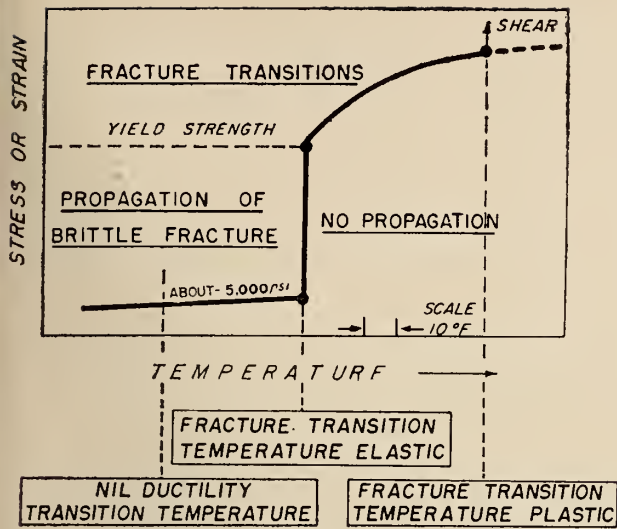 STRESS OR STRAIN
SHEAR
FRACTURE TRANSITIONS
YIELD STRENGTH
PROPAGATION OF
BRITTLE FRACTURE
NO PROPAGATION
ABOUT- 5,000 PSI
SCALE
10 °F
TEMPERATURE
FRACTURE TRANSITION
TEMPERATURE ELASTIC
NIL DUCTILITY
TRANSITION TEMPERATURE
FRACTURE TRANSITION
TEMPERATURE PLASTIC